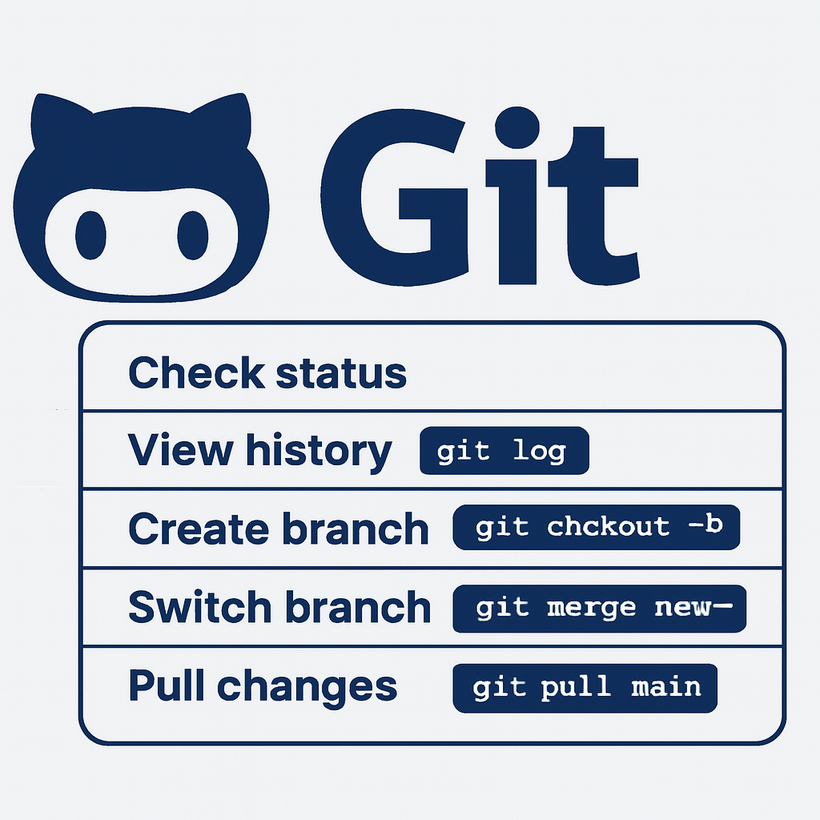 Git
Check status
View history git log
Create branch git chckout -b
Switch branch git merge new-
Pull changes git pull main